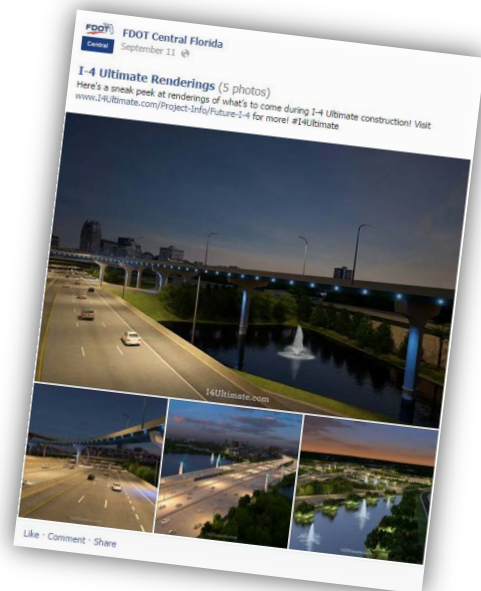 FDOT
Central
FDOT Central Florida
September 11
I-4 Ultimate Renderings (5 photos)
Here's a sneak peek at renderings of what's to come during I-4 Ultimate construction! Visit
www.I4Ultimate.com/Project-Info/Future-I-4 for more! #I4Ultimate
I4Ultimate.com
Like · Comment · Share